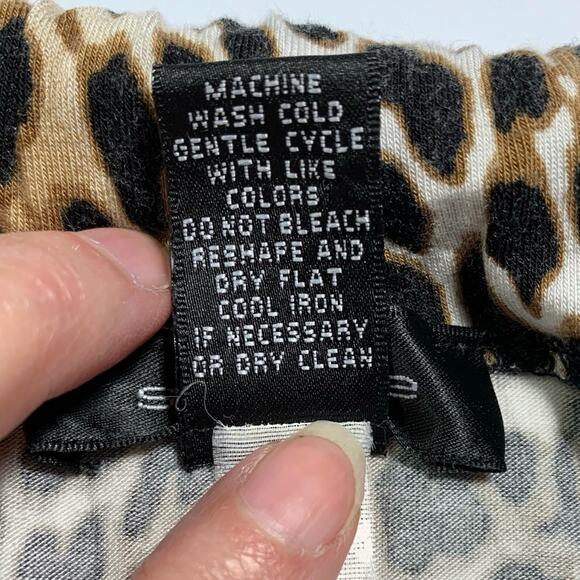 MACHINE
WASH COLD
GENTLE CYCLE
WITH LIKE
COLORS
DO NOT BLEACH
RESHAPE AND
DRY FLAT
COOL IRON
IF NECESSARY
OR DRY CLEAN